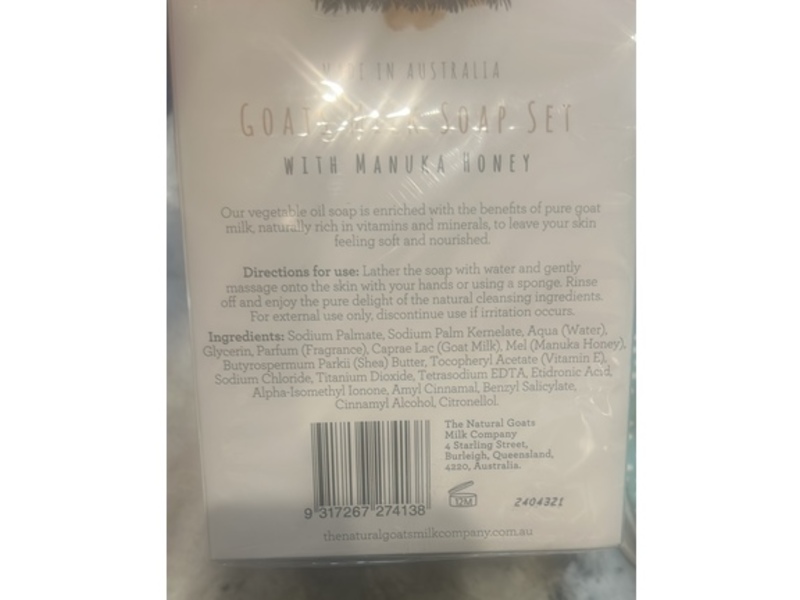 MADE IN AUSTRALIA
GOATS MILK SOAP SET
WITH MANUKA HONEY
Our vegetable oil soap is enriched with the benefits of pure goat
milk, naturally rich in vitamins and minerals, to leave your skin
feeling soft and nourished.
Directions for use: Lather the soap with water and gently
massage onto the skin with your hands or using a sponge. Rinse
off and enjoy the pure delight of the natural cleansing ingredients.
For external use only, discontinue use if irritation occurs.
Ingredients: Sodium Palmate, Sodium Palm Kernelate, Aqua (Water),
Glycerin, Parfum (Fragrance), Caprae Lac (Goat Milk), Mel (Manuka Honey),
Butyrospermum Parkii (Shea) Butter, Tocopheryl Acetate (Vitamin E),
Sodium Chloride, Titanium Dioxide, Tetrasodium EDTA, Etidronic Acid,
Alpha-Isomethyl Ionone, Amyl Cinnamal, Benzyl Salicylate,
Cinnamyl Alcohol, Citronellol.
The Natural Goats
Milk Company
4 Starling Street,
Burleigh, Queensland,
4220, Australia.
12M
2404321
9 317267 274138
thenaturalgoatsmilkcompany.com.au